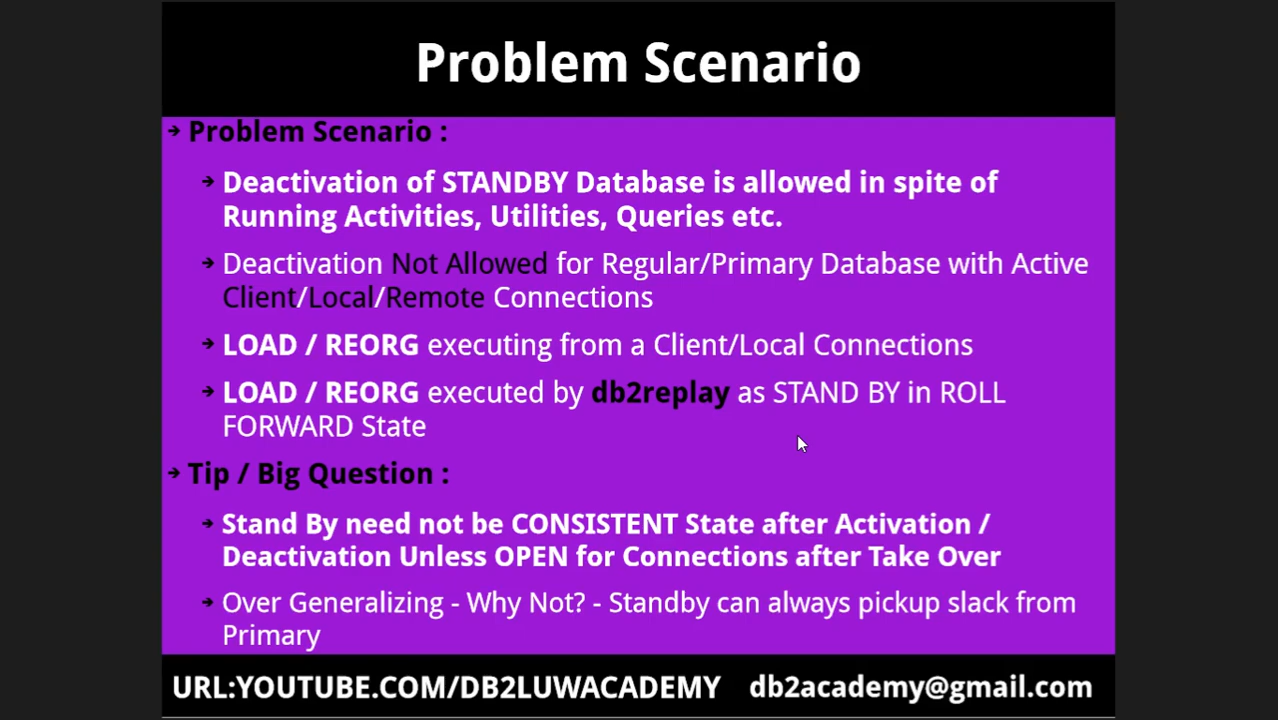 Problem Scenario
Problem Scenario :
Deactivation of STANDBY Database is allowed in spite of
Running Activities, Utilities, Queries etc.
Deactivation Not Allowed for Regular/Primary Database with Active
Client/Local/Remote Connections
LOAD / REORG executing from a Client/Local Connections
LOAD / REORG executed by db2replay as STAND BY in ROLL
FORWARD State
Tip / Big Question :
Stand By need not be CONSISTENT State after Activation /
Deactivation Unless OPEN for Connections after Take Over
Over Generalizing - Why Not? - Standby can always pickup slack from
Primary
URL:YOUTUBE.COM/DB2LUWACADEMY db2academy@gmail.com